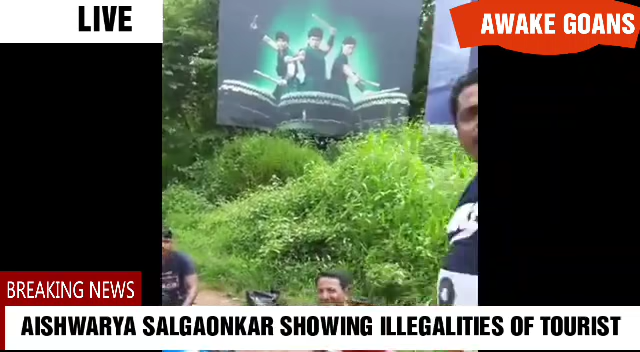 LIVE
AWAKE GOANS
BREAKING NEWS
AISHWARYA SALGAONKAR SHOWING ILLEGALITIES OF TOURIST